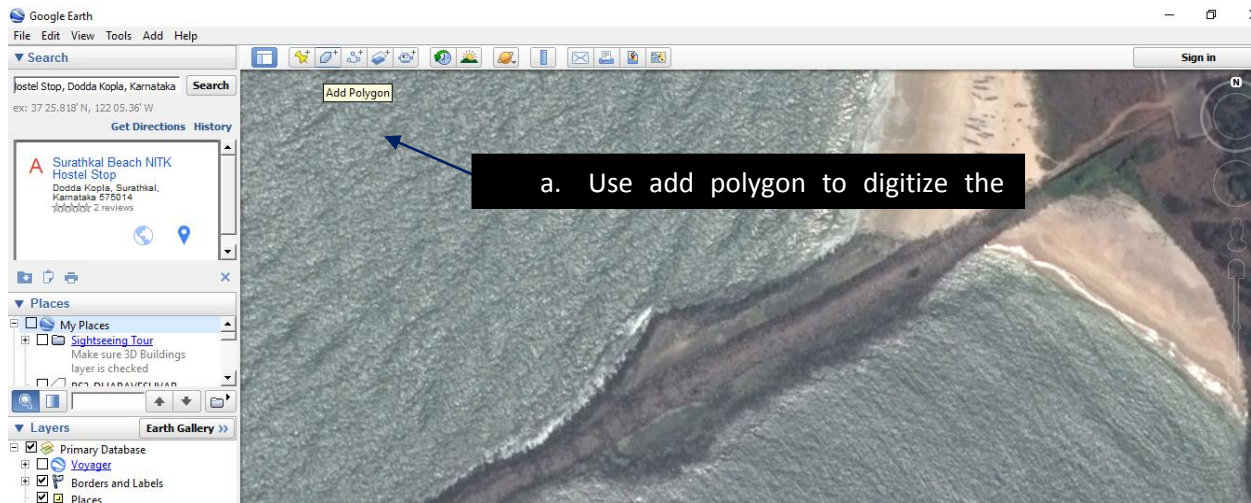 Google Earth
File Edit View Tools Add Help
▼ Search
Sign in
ostel Stop, Dodda Kopla, Karnataka Search
ex: 37 25.818' N, 122 05.36' W
Get Directions History
Add Polygon
N
A Surathkal Beach NITK
Hostel Stop
Dodda Kopla, Surathkal,
Karnataka 575014
2 reviews
a. Use add polygon to digitize the
▼ Places
My Places
Sightseeing Tour
Make sure 3D Buildings
layer is checked
▼ Layers Earth Gallery »
Primary Database
Voyager
Borders and Labels
Places